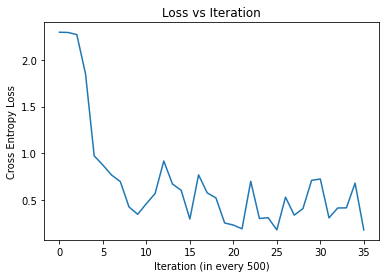 Loss vs Iteration
Cross Entropy Loss
2.0
1.5
1.0
0.5
0 5 10 15 20 25 30 35
Iteration (in every 500)